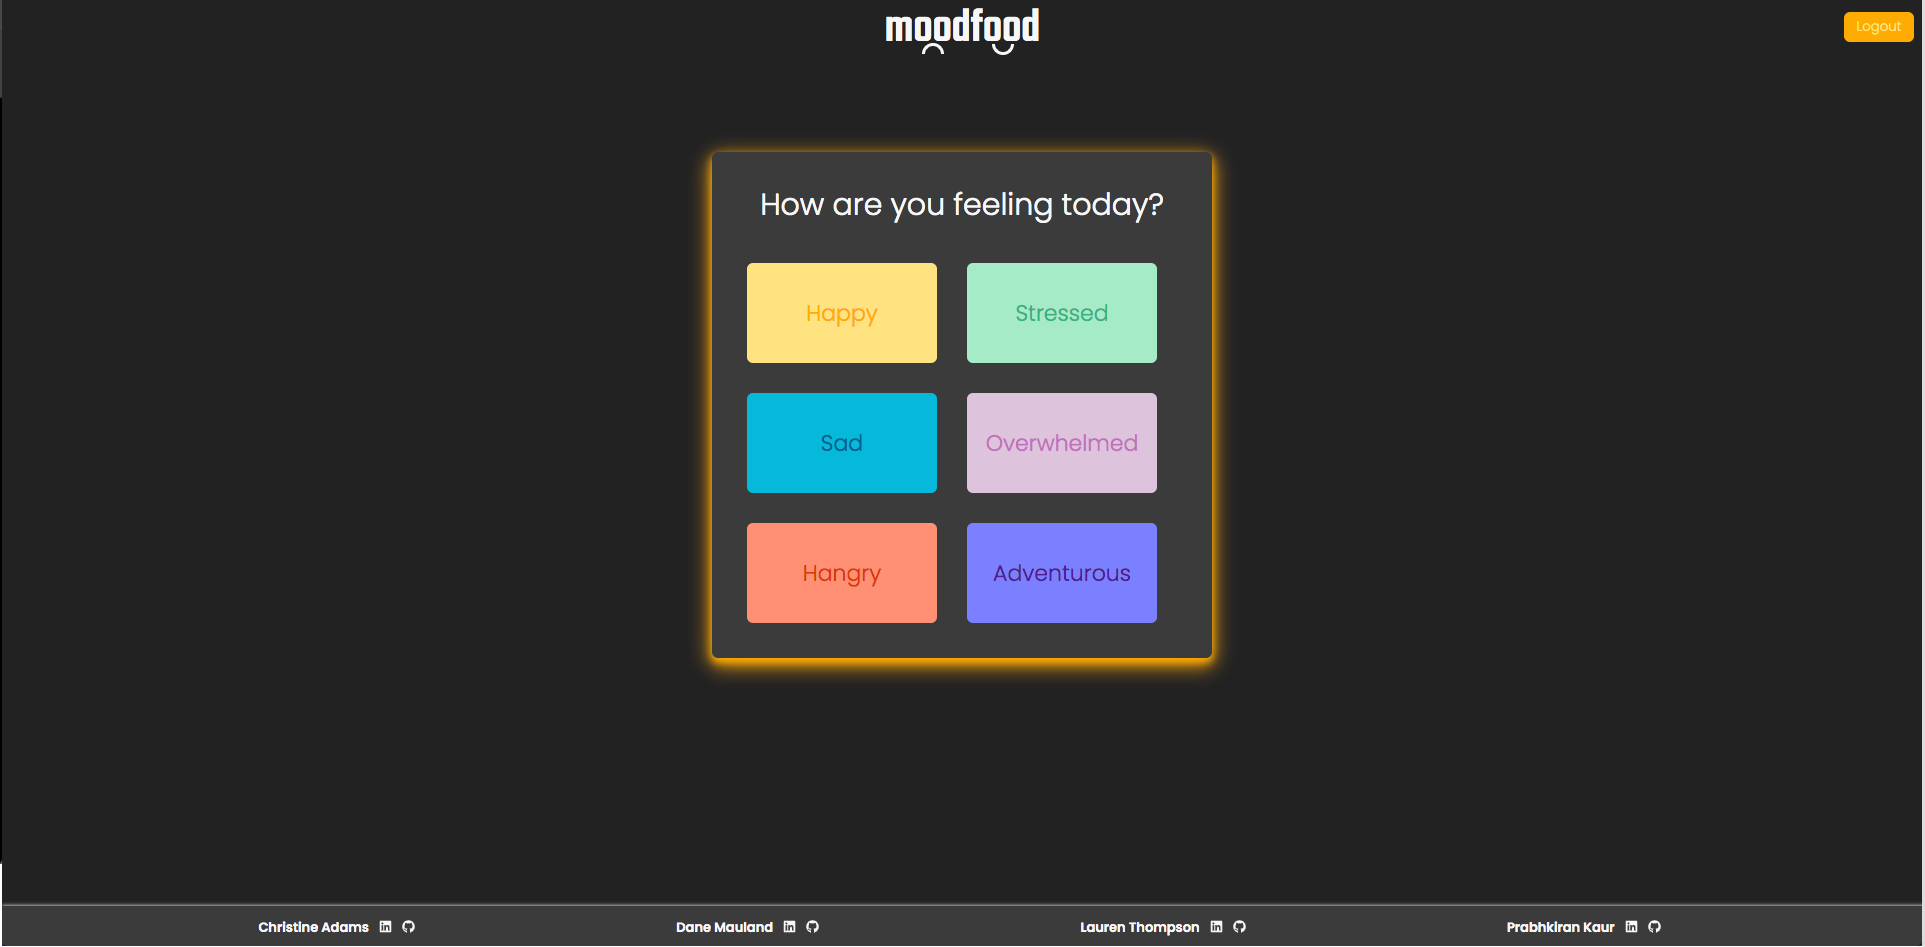 moodfood
Logout
How are you feeling today?
Happy
Stressed
Sad
Overwhelmed
Hangry
Adventurous
Christine Adams
Dane Mauland
Lauren Thompson
Prabhkiran Kaur